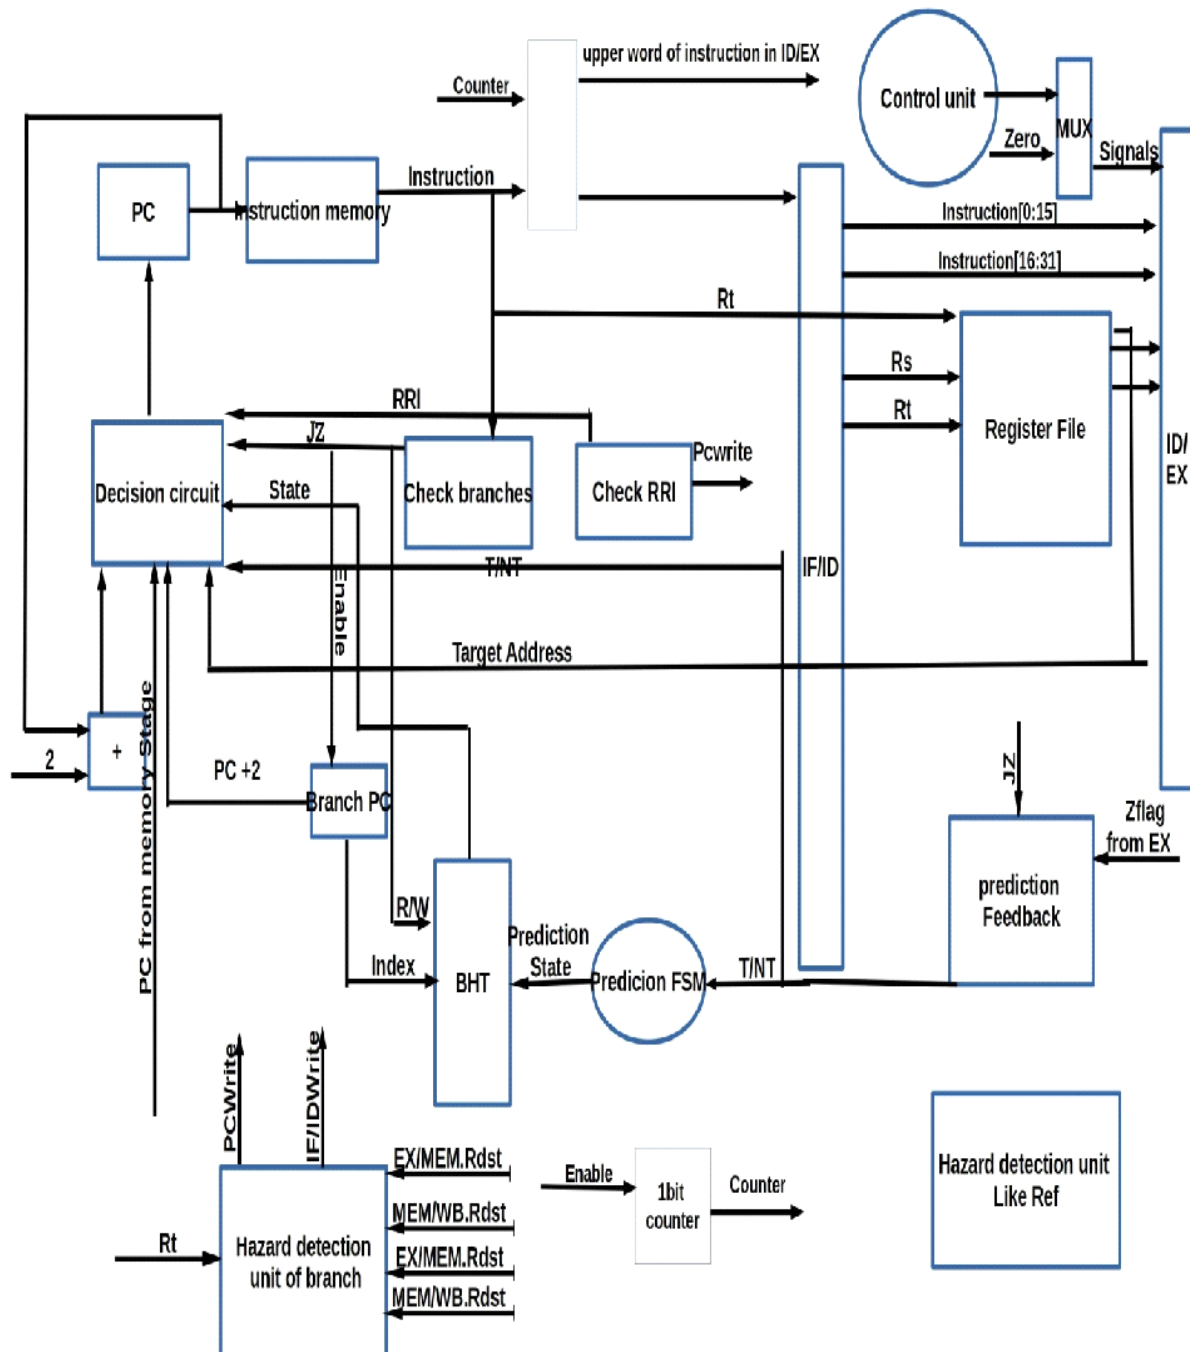 upper word of instruction in ID/EX
Counter
Control unit
MUX
Zero
Signals
PC
Instruction memory
Instruction
Instruction[0:15]
Instruction[16:31]
Rt
Rs
Rt
Register File
ID/
EX
RRI
JZ
Pcwrite
Decision circuit
State
Check branches
Check RRI
T/NT
IF/ID
Enable
Target Address
PC from memory Stage
+
2
PC +2
Branch PC
JZ
Zflag
from EX
prediction
Feedback
R/W
Index
BHT
Prediction
State
Predicion FSM
T/NT
PCWrite
IF/IDWrite
EX/MEM.Rdst
MEM/WB.Rdst
EX/MEM.Rdst
MEM/WB.Rdst
Rt
Hazard detection
unit of branch
Enable
1bit
counter
Counter
Hazard detection unit
Like Ref